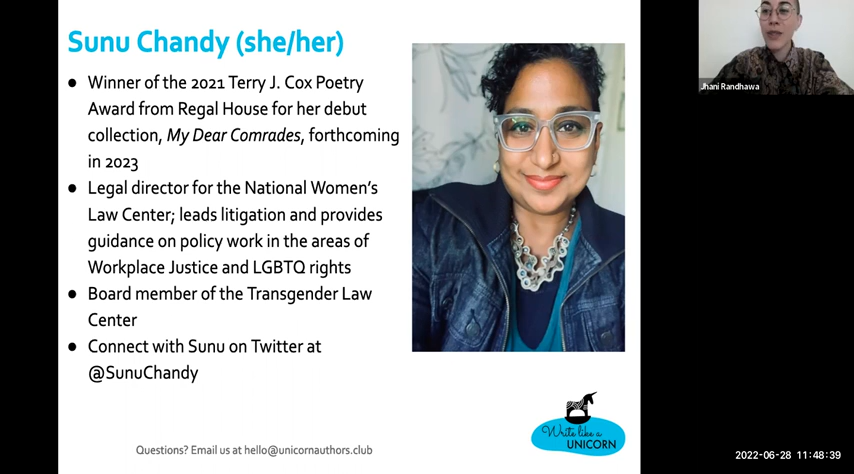 Sunu Chandy (she/her)
● Winner of the 2021 Terry J. Cox Poetry
Award from Regal House for her debut
collection, My Dear Comrades, forthcoming
in 2023
● Legal director for the National Women's
Law Center; leads litigation and provides
guidance on policy work in the areas of
Workplace Justice and LGBTQ rights
● Board member of the Transgender Law
Center
● Connect with Sunu on Twitter at
@SunuChandy
Jhani Randhawa
Write like a
UNICORN
Questions? Email us at hello@unicornauthors.club
2022-06-28 11:48:39